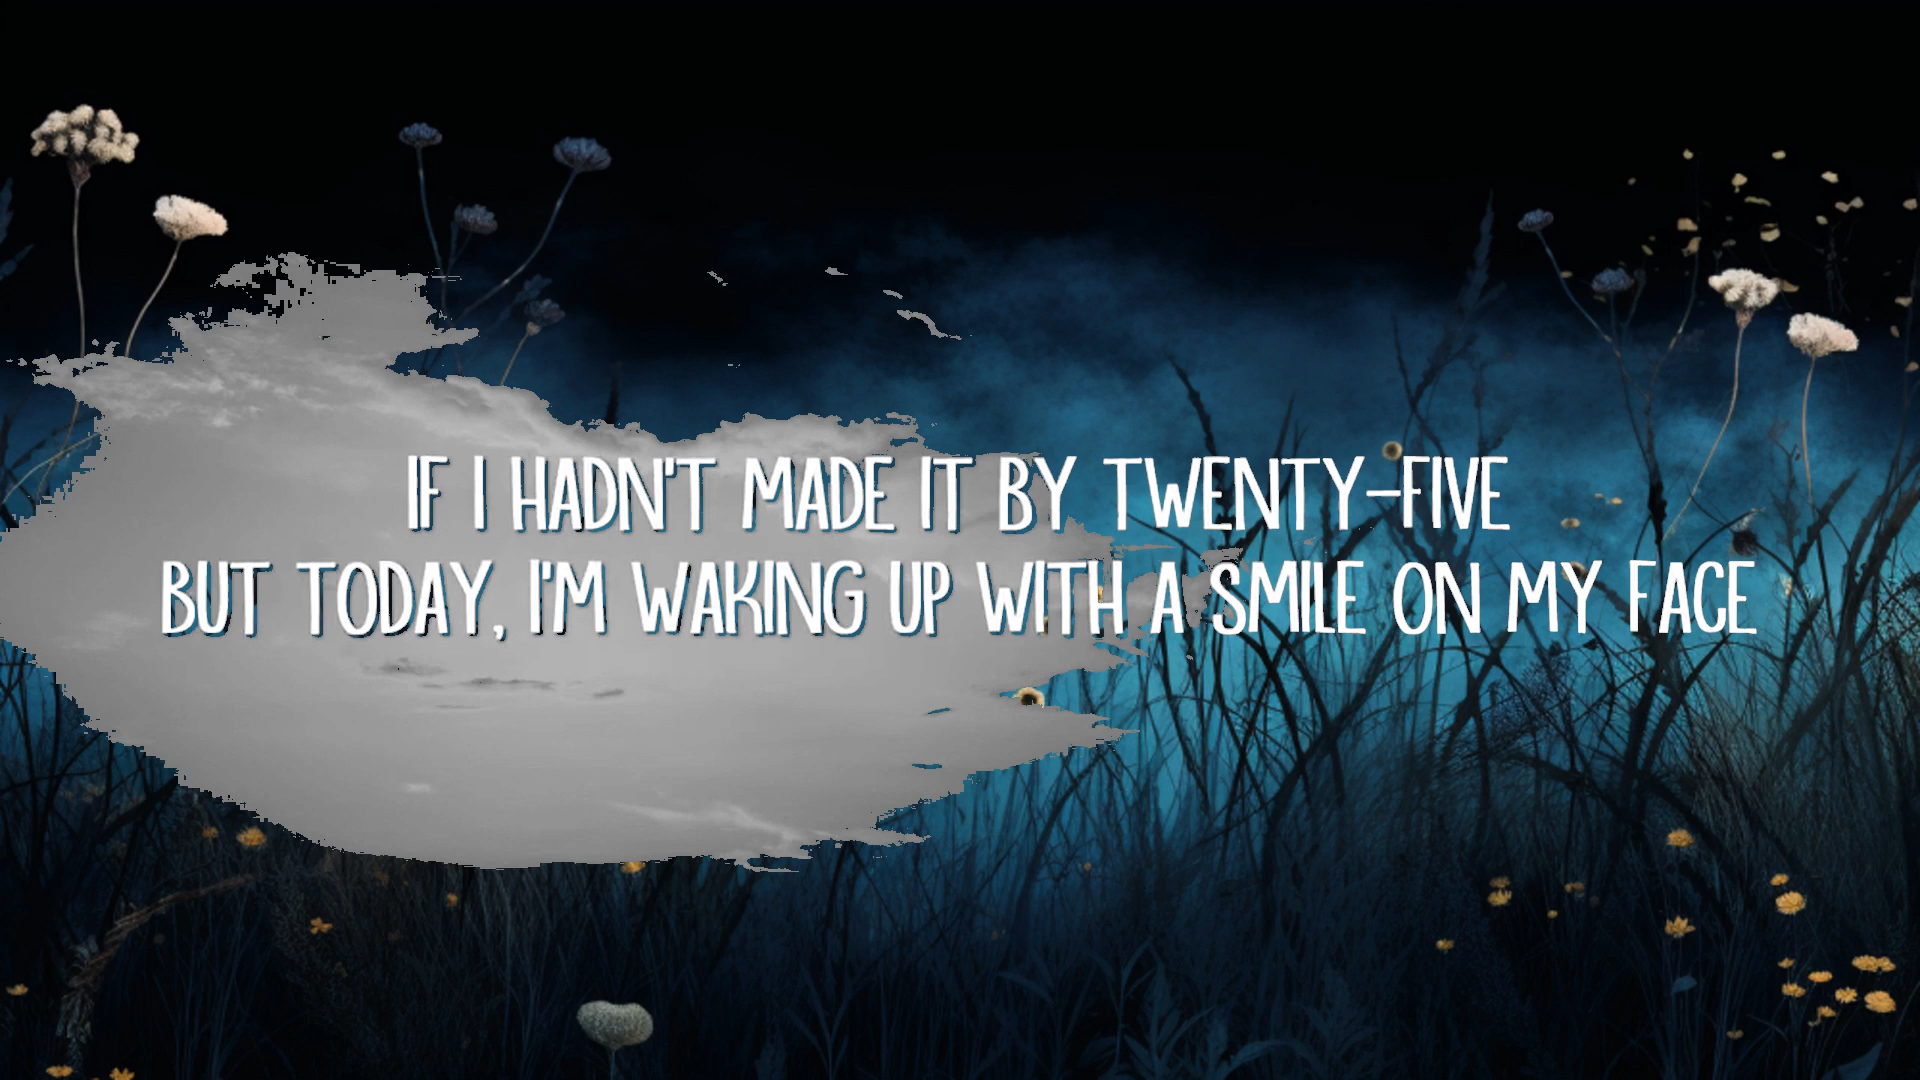 IF I HADN'T MADE IT BY TWENTY-FIVE
BUT TODAY, I'M WAKING UP WITH A SMILE ON MY FACE